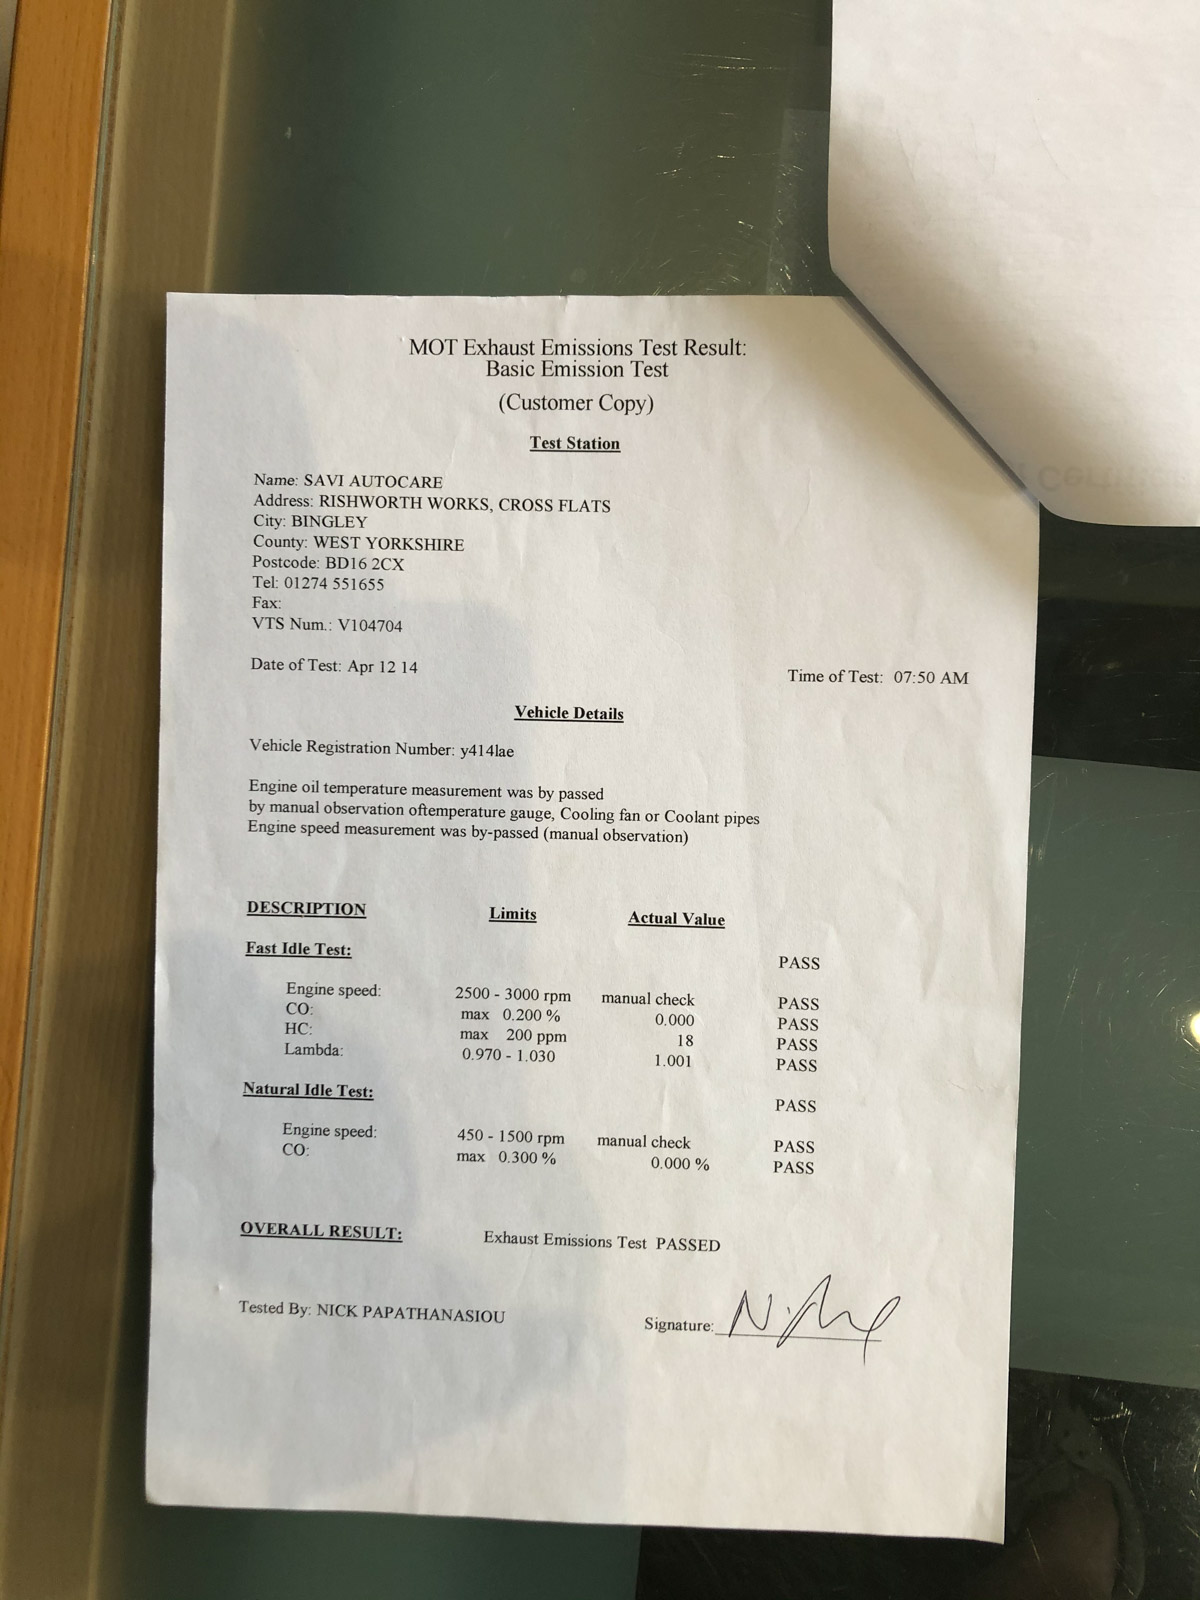 MOT Exhaust Emissions Test Result:
Basic Emission Test
(Customer Copy)
Test Station
Name: SAVI AUTOCARE
Address: RISHWORTH WORKS, CROSS FLATS
City: BINGLEY
County: WEST YORKSHIRE
Postcode: BD16 2CX
Tel: 01274 551655
Fax:
VTS Num.: V104704
Date of Test: Apr 12 14 Time of Test: 07:50 AM
Vehicle Details
Vehicle Registration Number: y414lae
Engine oil temperature measurement was by passed
by manual observation oftemperature gauge, Cooling fan or Coolant pipes
Engine speed measurement was by-passed (manual observation)
DESCRIPTION Limits Actual Value
Fast Idle Test: PASS
Engine speed: 2500 - 3000 rpm manual check PASS
CO: max 0.200 % 0.000 PASS
HC: max 200 ppm 18 PASS
Lambda: 0.970 - 1.030 1.001 PASS
Natural Idle Test: PASS
Engine speed: 450 - 1500 rpm manual check PASS
CO: max 0.300 % 0.000 % PASS
OVERALL RESULT: Exhaust Emissions Test PASSED
Tested By: NICK PAPATHANASIOU Signature: